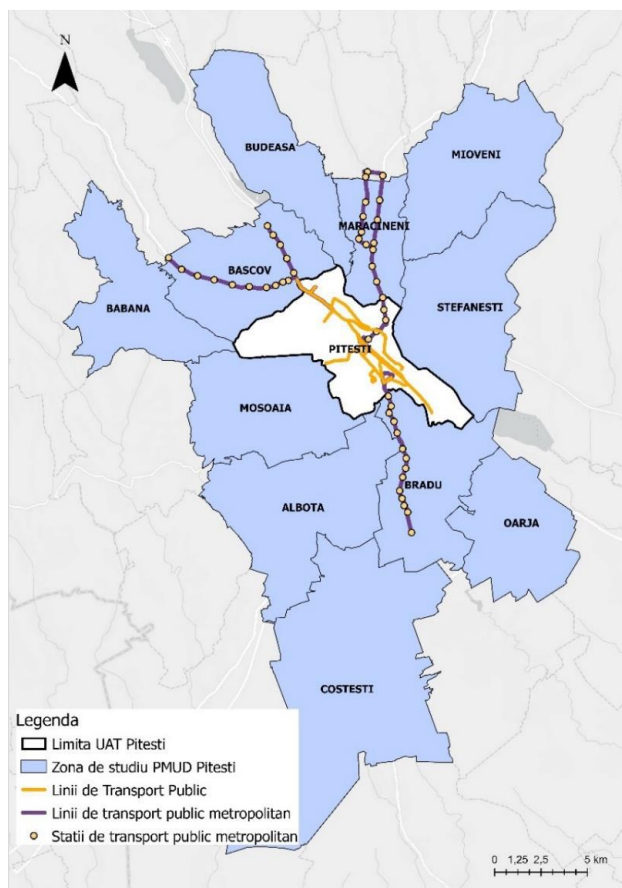 N
BUDEASA
MIOVENI
MARACINENI
BASCOV
BABANA
STEFANESTI
PITESTI
MOSOAIA
BRADU
ALBOTA
OARJA
COSTESTI
Legenda
Limita UAT Pitesti
Zona de studiu PMUD Pitesti
Linii de Transport Public
Linii de transport public metropolitan
Statii de transport public metropolitan
0 1,25 2,5 5 km